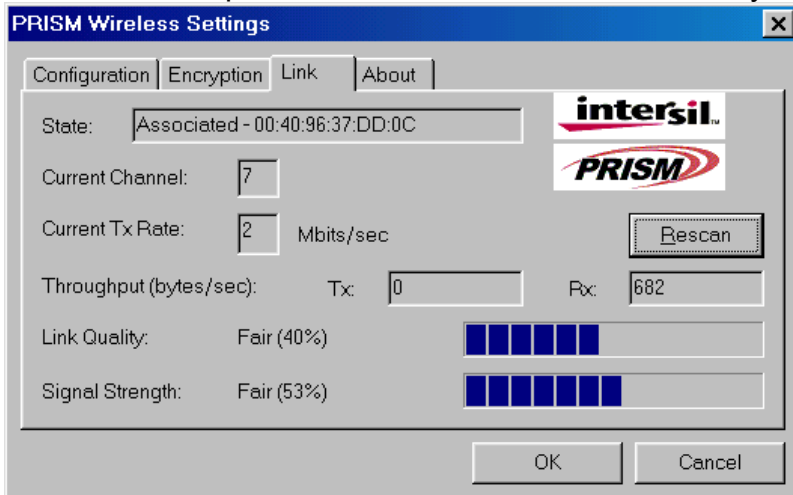 PRISM Wireless Settings
Configuration Encryption Link About
State: Associated - 00:40:96:37:DD:0C
intersil™
PRISM
Current Channel: 7
Current Tx Rate: 2 Mbits/sec
Rescan
Throughput (bytes/sec): Tx: 0 Rx: 682
Link Quality: Fair (40%)
Signal Strength: Fair (53%)
OK Cancel